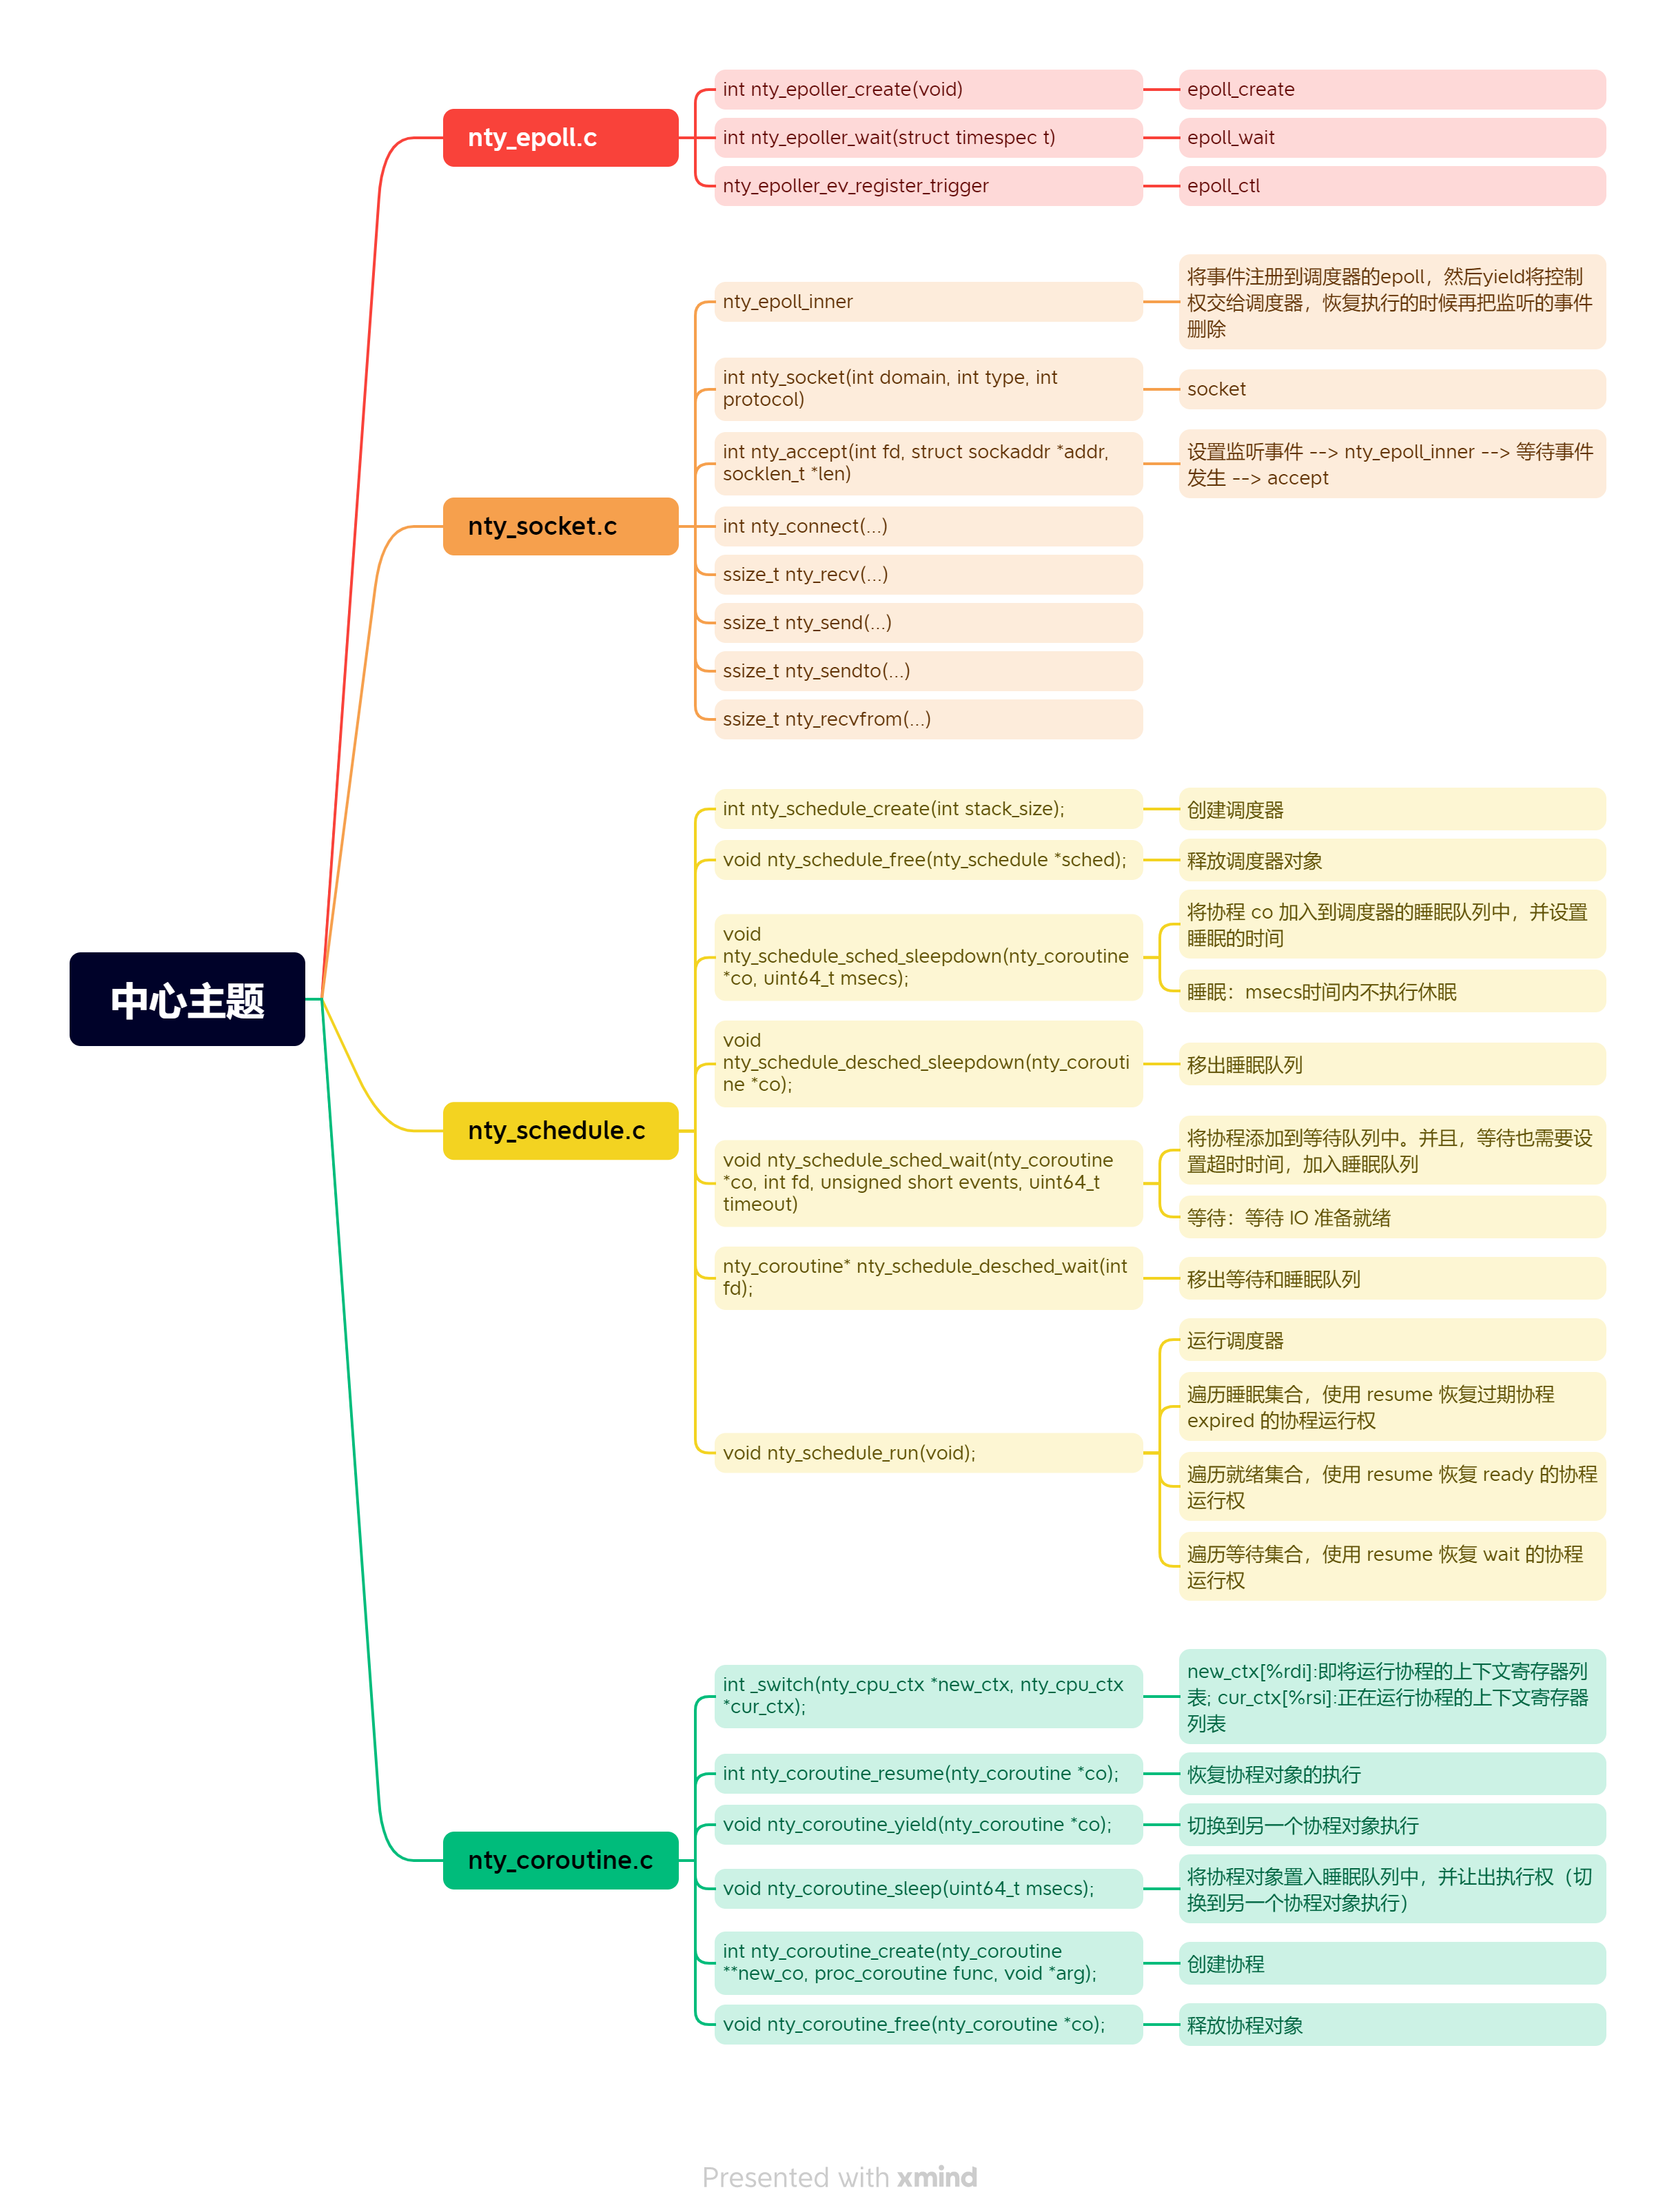 中心主题
nty_epoll.c
int nty_epoller_create(void)
epoll_create
int nty_epoller_wait(struct timespec t)
epoll_wait
nty_epoller_ev_register_trigger
epoll_ctl
nty_socket.c
nty_epoll_inner
将事件注册到调度器的epoll，然后yield将控制
权交给调度器，恢复执行的时候再把监听的事件
删除
int nty_socket(int domain, int type, int
protocol)
socket
int nty_accept(int fd, struct sockaddr *addr,
socklen_t *len)
设置监听事件 --> nty_epoll_inner --> 等待事件
发生 --> accept
int nty_connect(...)
ssize_t nty_recv(...)
ssize_t nty_send(...)
ssize_t nty_sendto(...)
ssize_t nty_recvfrom(...)
nty_schedule.c
int nty_schedule_create(int stack_size);
创建调度器
void nty_schedule_free(nty_schedule *sched);
释放调度器对象
void
nty_schedule_sched_sleepdown(nty_coroutine
*co, uint64_t msecs);
将协程 co 加入到调度器的睡眠队列中，并设置
睡眠的时间
睡眠：msecs时间内不执行休眠
void
nty_schedule_desched_sleepdown(nty_corouti
ne *co);
移出睡眠队列
void nty_schedule_sched_wait(nty_coroutine
*co, int fd, unsigned short events, uint64_t
timeout)
将协程添加到等待队列中。并且，等待也需要设
置超时时间，加入睡眠队列
等待：等待 IO 准备就绪
nty_coroutine* nty_schedule_desched_wait(int
fd);
移出等待和睡眠队列
void nty_schedule_run(void);
运行调度器
遍历睡眠集合，使用 resume 恢复过期协程
expired 的协程运行权
遍历就绪集合，使用 resume 恢复 ready 的协程
运行权
遍历等待集合，使用 resume 恢复 wait 的协程
运行权
nty_coroutine.c
int _switch(nty_cpu_ctx *new_ctx, nty_cpu_ctx
*cur_ctx);
new_ctx[%rdi]:即将运行协程的上下文寄存器列
表; cur_ctx[%rsi]:正在运行协程的上下文寄存器
列表
int nty_coroutine_resume(nty_coroutine *co);
恢复协程对象的执行
void nty_coroutine_yield(nty_coroutine *co);
切换到另一个协程对象执行
void nty_coroutine_sleep(uint64_t msecs);
将协程对象置入睡眠队列中，并让出执行权（切
换到另一个协程对象执行）
int nty_coroutine_create(nty_coroutine
**new_co, proc_coroutine func, void *arg);
创建协程
void nty_coroutine_free(nty_coroutine *co);
释放协程对象
Presented with xmind